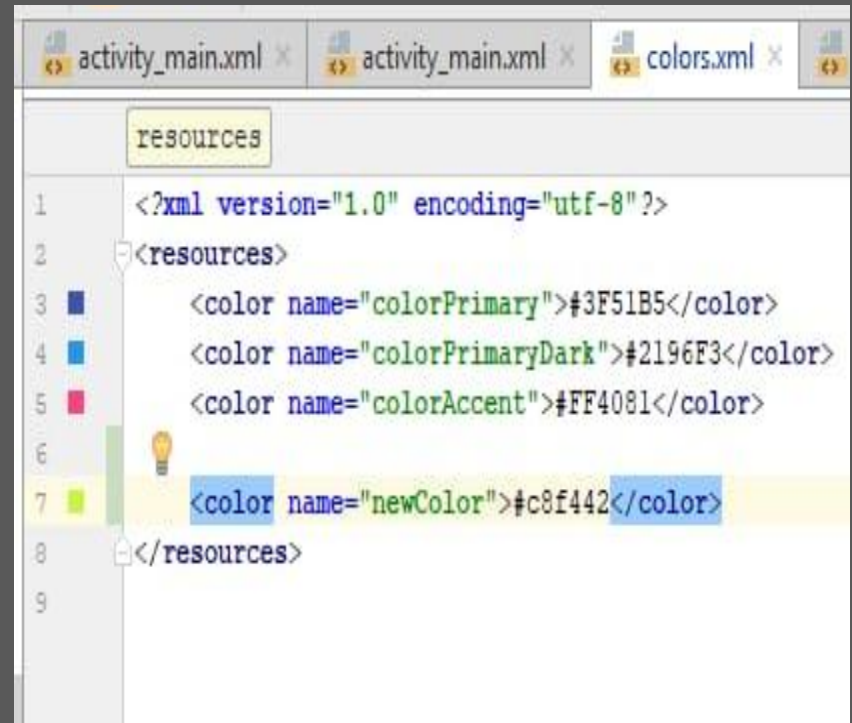 activity_main.xml activity_main.xml colors.xml
resources
1 <?xml version="1.0" encoding="utf-8"?>
2 <resources>
3 <color name="colorPrimary">#3F51B5</color>
4 <color name="colorPrimaryDark">#2196F3</color>
5 <color name="colorAccent">#FF4081</color>
6
7 <color name="newColor">#c8f442</color>
8 </resources>
9